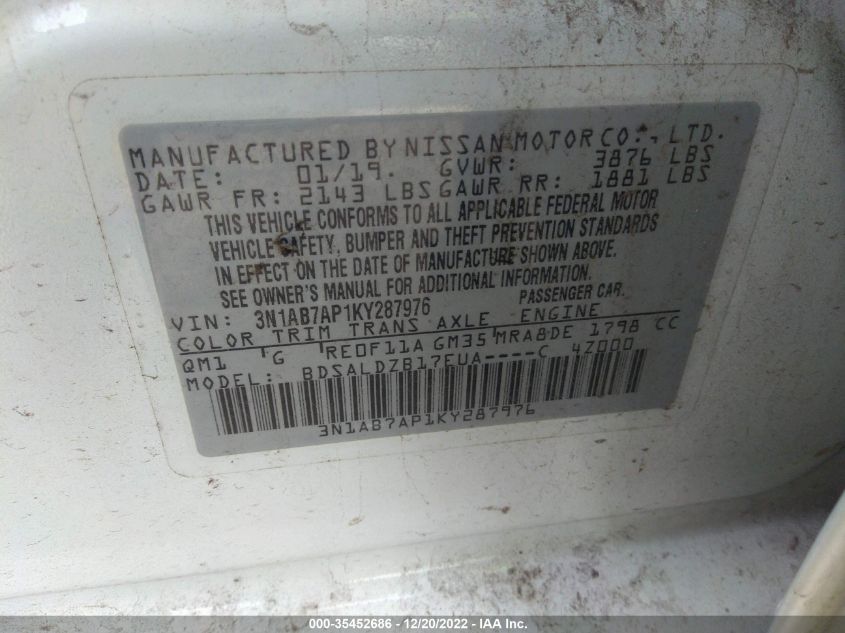 MANUFACTURED BY NISSAN MOTOR CO., LTD.
DATE: 01/19. GVWR: 3876 LBS
GAWR FR: 2143 LBS GAWR RR: 1881 LBS
THIS VEHICLE CONFORMS TO ALL APPLICABLE FEDERAL MOTOR
VEHICLE SAFETY, BUMPER AND THEFT PREVENTION STANDARDS
IN EFFECT ON THE DATE OF MANUFACTURE SHOWN ABOVE.
SEE OWNER'S MANUAL FOR ADDITIONAL INFORMATION.
VIN: 3N1AB7AP1KY287976 PASSENGER CAR.
COLOR TRIM TRANS AXLE ENGINE
QM1 G RE0F11A GM35 MRA8DE 1798 CC
MODEL: BDSALDZB17EUA----C 4Z000
3N1AB7AP1KY287976
000-35452686 - 12/20/2022 - IAA Inc.